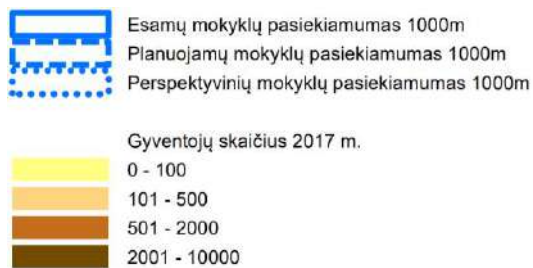 Esamų mokyklų pasiekiamumas 1000m
Planuojamų mokyklų pasiekiamumas 1000m
Perspektyvinių mokyklų pasiekiamumas 1000m
Gyventojų skaičius 2017 m.
0 - 100
101 - 500
501 - 2000
2001 - 10000